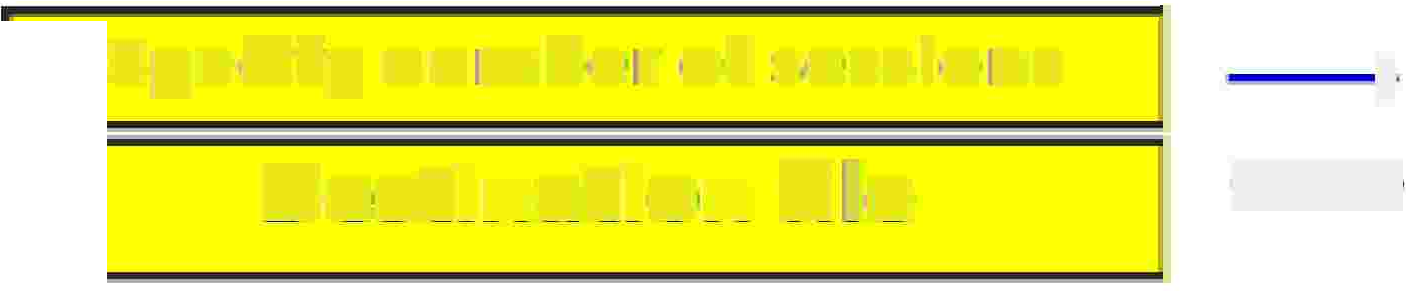 Specify number of sessions
Destination file